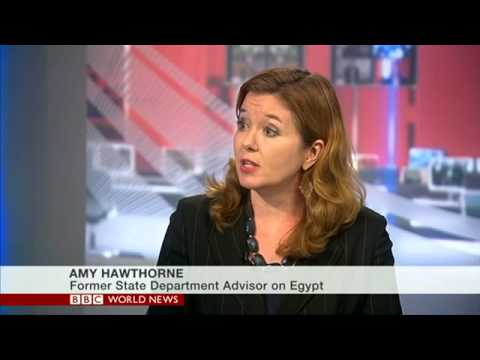 AMY HAWTHORNE
Former State Department Advisor on Egypt
BBC WORLD NEWS